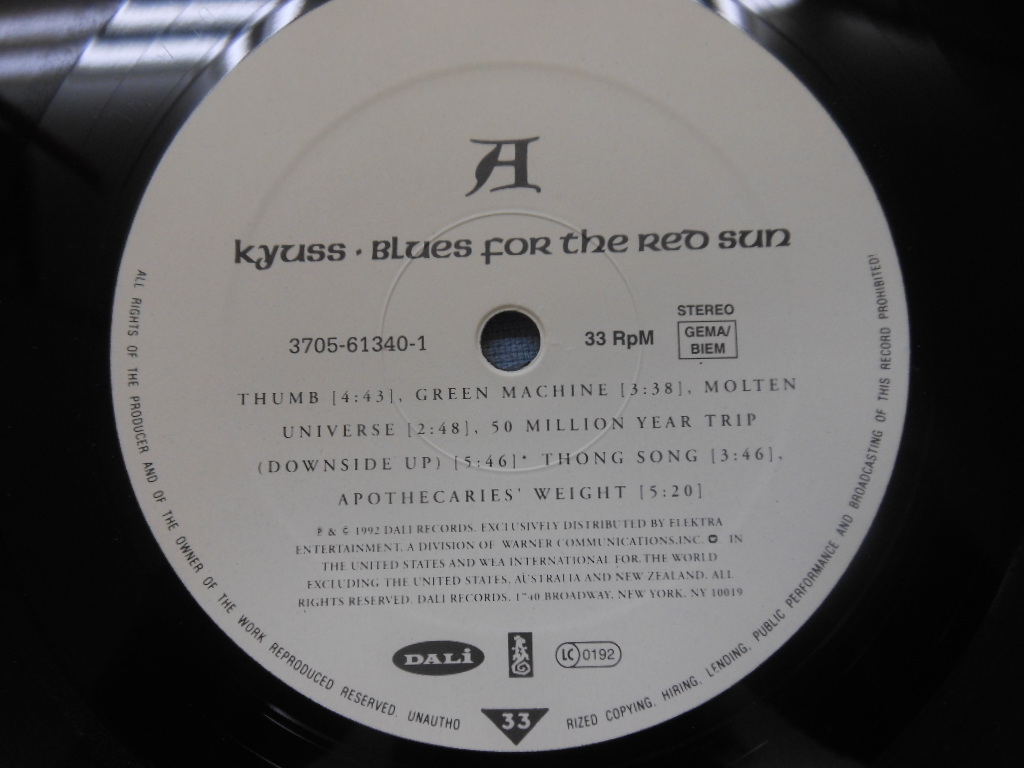 A
kyuss · Blues for the Red Sun
3705-61340-1
33 RpM
STEREO
GEMA/
BIEM
THUMB [4:43], GREEN MACHINE [3:38], MOLTEN
UNIVERSE [2:48], 50 MILLION YEAR TRIP
(DOWNSIDE UP) [5:46]* THONG SONG [3:46],
APOTHECARIES' WEIGHT [5:20]
℗ & © 1992 DALI RECORDS. EXCLUSIVELY DISTRIBUTED BY ELEKTRA
ENTERTAINMENT, A DIVISION OF WARNER COMMUNICATIONS,INC. IN
THE UNITED STATES AND WEA INTERNATIONAL FOR.THE WORLD
EXCLUDING THE UNITED STATES, AUSTRALIA AND NEW ZEALAND. ALL
RIGHTS RESERVED. DALI RECORDS, 1740 BROADWAY, NEW YORK, NY 10019
DALI
LC 0192
33
ALL RIGHTS OF THE PRODUCER AND OF THE OWNER OF THE WORK REPRODUCED RESERVED. UNAUTHO
RIZED COPYING, HIRING, LENDING, PUBLIC PERFORMANCE AND BROADCASTING OF THIS RECORD PROHIBITED!